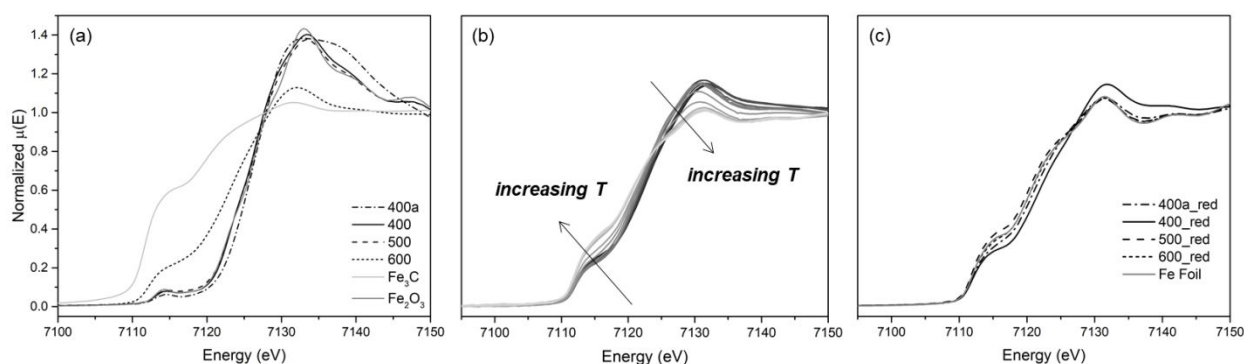 (a)
(b)
(c)
Normalized μ(E)
1.4
1.2
1.0
0.8
0.6
0.4
0.2
0.0
400a
400
500
600
Fe₃C
Fe₂O₃
increasing T
increasing T
400a_red
400_red
500_red
600_red
Fe Foil
7100 7110 7120 7130 7140 7150
7100 7110 7120 7130 7140 7150
7100 7110 7120 7130 7140 7150
Energy (eV)
Energy (eV)
Energy (eV)